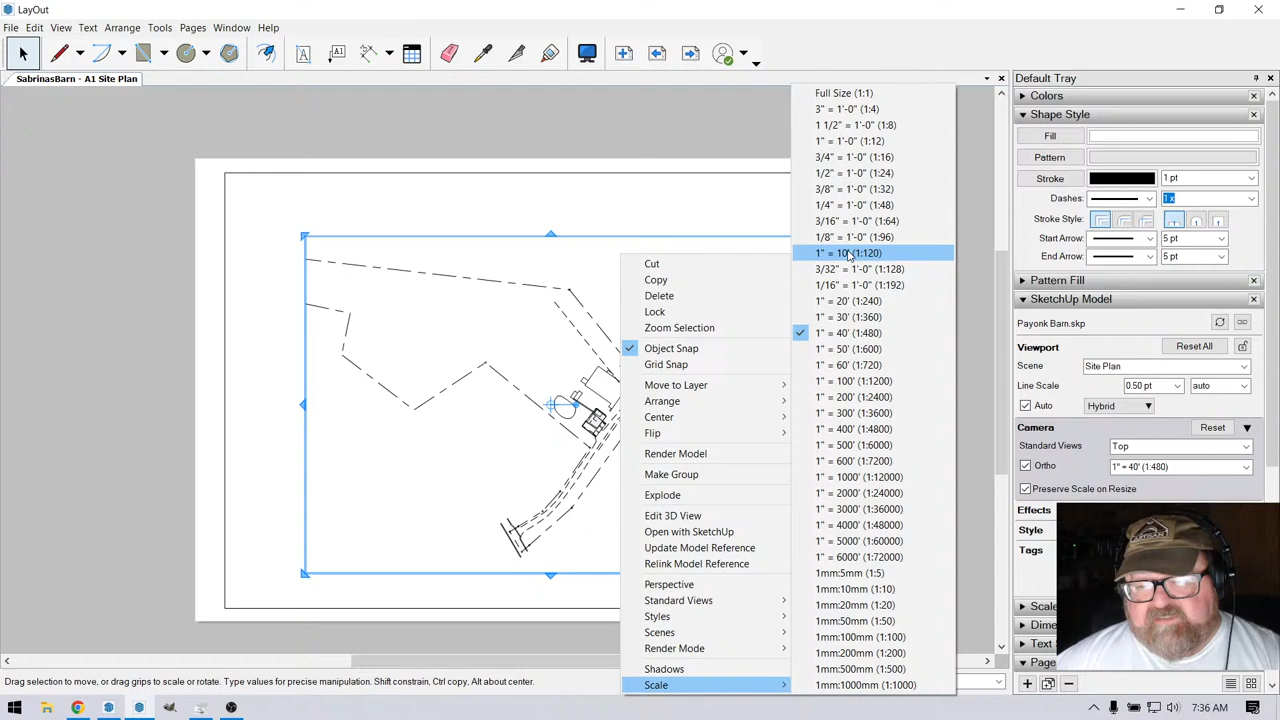 LayOut
File Edit View Text Arrange Tools Pages Window Help
SabrinasBarn - A1 Site Plan
Full Size (1:1)
3" = 1'-0" (1:4)
1 1/2" = 1'-0" (1:8)
1" = 1'-0" (1:12)
3/4" = 1'-0" (1:16)
1/2" = 1'-0" (1:24)
3/8" = 1'-0" (1:32)
1/4" = 1'-0" (1:48)
3/16" = 1'-0" (1:64)
1/8" = 1'-0" (1:96)
1" = 10' (1:120)
3/32" = 1'-0" (1:128)
1/16" = 1'-0" (1:192)
1" = 20' (1:240)
1" = 30' (1:360)
1" = 40' (1:480)
1" = 50' (1:600)
1" = 60' (1:720)
1" = 100' (1:1200)
1" = 200' (1:2400)
1" = 300' (1:3600)
1" = 400' (1:4800)
1" = 500' (1:6000)
1" = 600' (1:7200)
1" = 1000' (1:12000)
1" = 2000' (1:24000)
1" = 3000' (1:36000)
1" = 4000' (1:48000)
1" = 5000' (1:60000)
1" = 6000' (1:72000)
1mm:5mm (1:5)
1mm:10mm (1:10)
1mm:20mm (1:20)
1mm:50mm (1:50)
1mm:100mm (1:100)
1mm:200mm (1:200)
1mm:500mm (1:500)
1mm:1000mm (1:1000)
Cut
Copy
Delete
Lock
Zoom Selection
Object Snap
Grid Snap
Move to Layer
Arrange
Center
Flip
Render Model
Make Group
Explode
Edit 3D View
Open with SketchUp
Update Model Reference
Relink Model Reference
Perspective
Standard Views
Styles
Scenes
Render Mode
Shadows
Scale
Default Tray
Colors
Shape Style
Fill
Pattern
Stroke 1 pt
Dashes: 1 x
Stroke Style:
Start Arrow: 5 pt
End Arrow: 5 pt
Pattern Fill
SketchUp Model
Payonk Barn.skp
Viewport Reset All
Scene Site Plan
Line Scale 0.50 pt auto
Auto Hybrid
Camera Reset
Standard Views Top
Ortho 1" = 40' (1:480)
Preserve Scale on Resize
Effects
Style
Tags
Text
Drag selection to move, or drag grips to scale or rotate. Type values for precise manipulation. Shift constrain, Ctrl copy, Alt about center.
7:36 AM